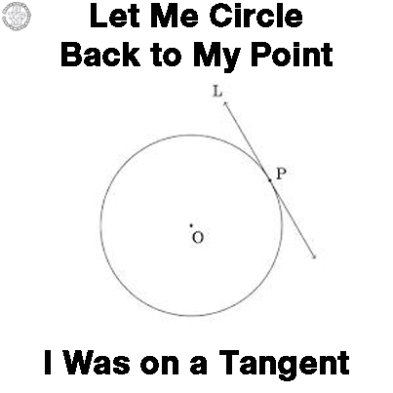 Let Me Circle
Back to My Point
L
P
O
I Was on a Tangent